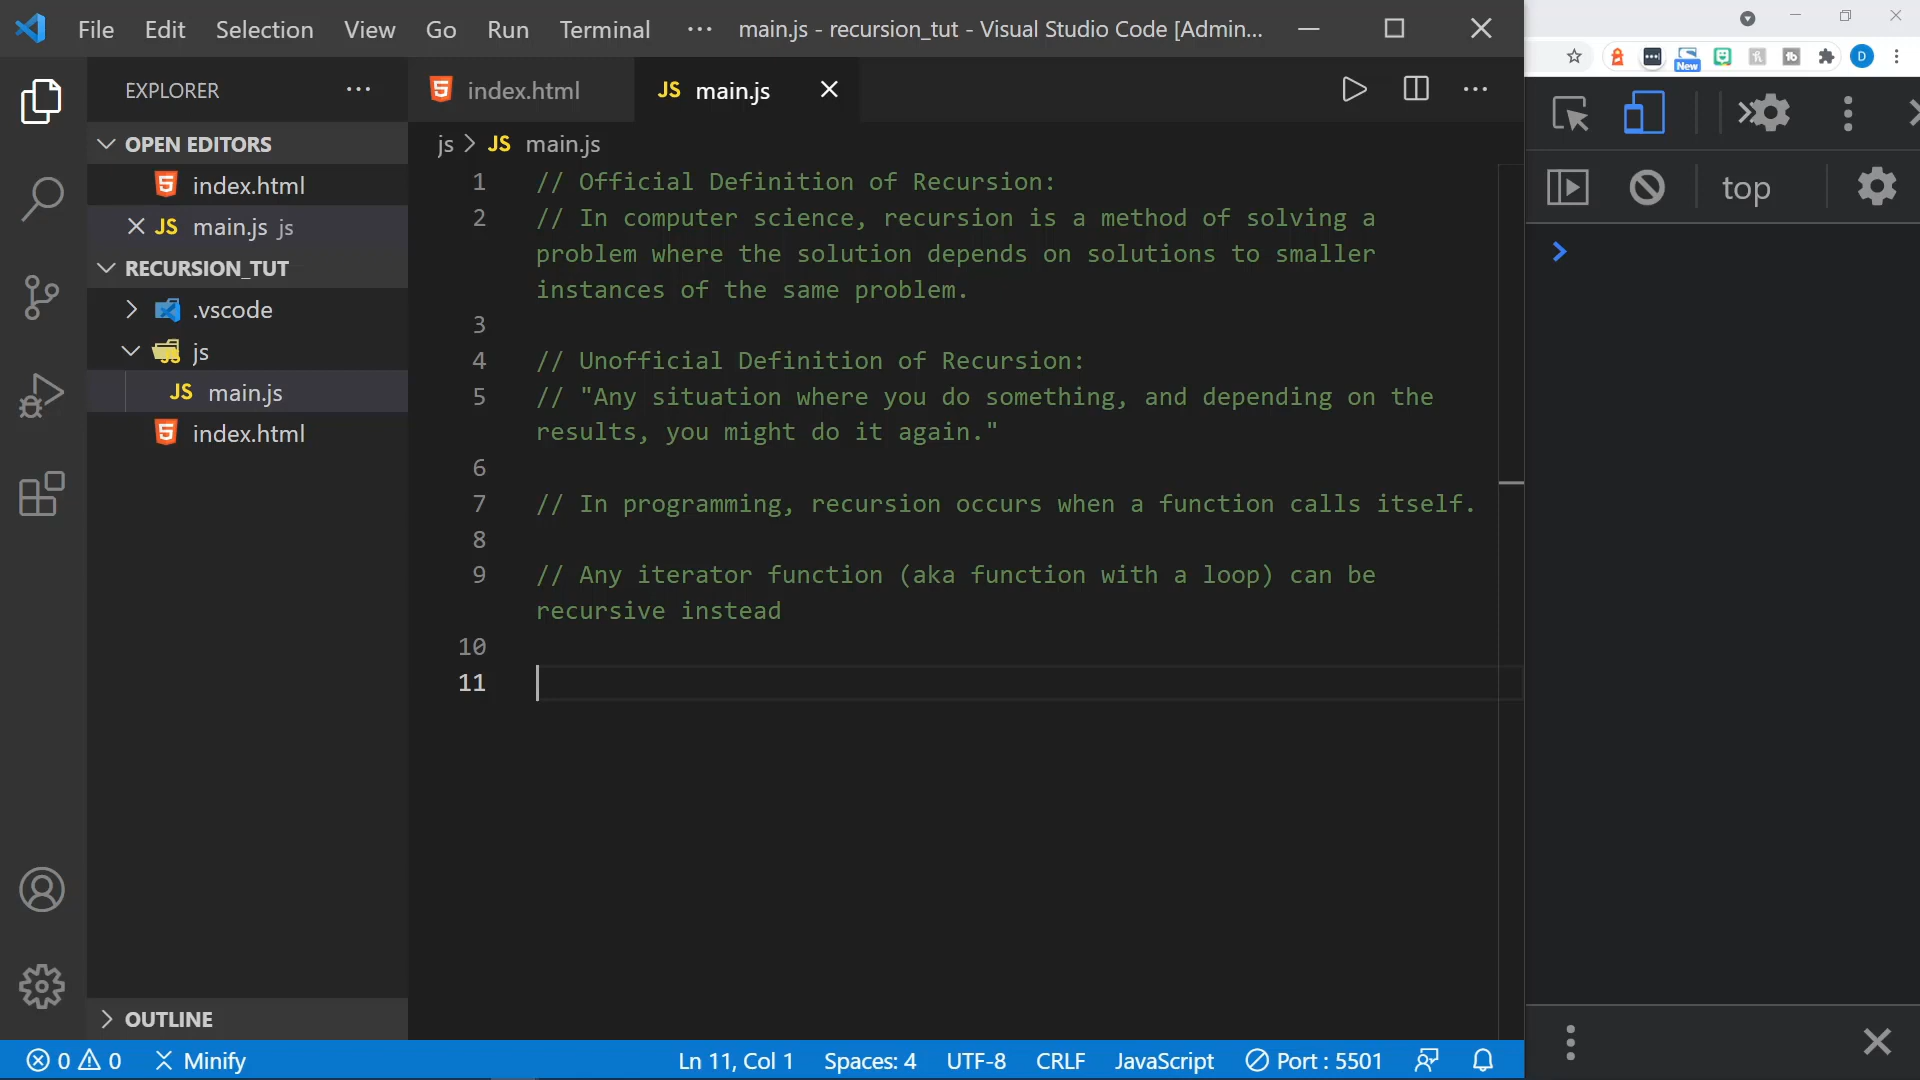 File Edit Selection View Go Run Terminal ··· main.js - recursion_tut - Visual Studio Code [Admin...
EXPLORER ···
index.html
JS main.js
OPEN EDITORS
index.html
JS main.js js
RECURSION_TUT
.vscode
js
JS main.js
index.html
OUTLINE
js > JS main.js
1 // Official Definition of Recursion:
2 // In computer science, recursion is a method of solving a
problem where the solution depends on solutions to smaller
instances of the same problem.
3
4 // Unofficial Definition of Recursion:
5 // "Any situation where you do something, and depending on the
results, you might do it again."
6
7 // In programming, recursion occurs when a function calls itself.
8
9 // Any iterator function (aka function with a loop) can be
recursive instead
10
11
New
D
top
0 0 Minify Ln 11, Col 1 Spaces: 4 UTF-8 CRLF JavaScript Port : 5501